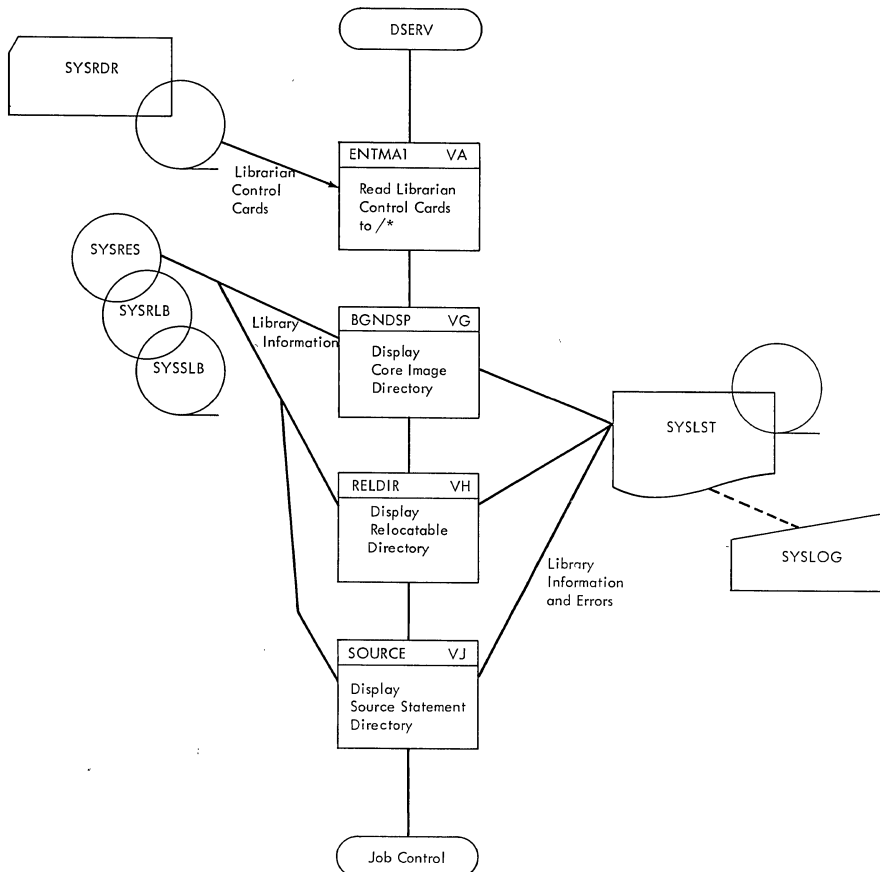 DSERV
SYSRDR
Librarian
Control
Cards
ENTMA1 VA
Read Librarian
Control Cards
to /*
SYSRES
SYSRLB
SYSSLB
Library
Information
BGNDSP VG
Display
Core Image
Directory
SYSLST
RELDIR VH
Display
Relocatable
Directory
SYSLOG
Library
Information
and Errors
SOURCE VJ
Display
Source Statement
Directory
Job Control